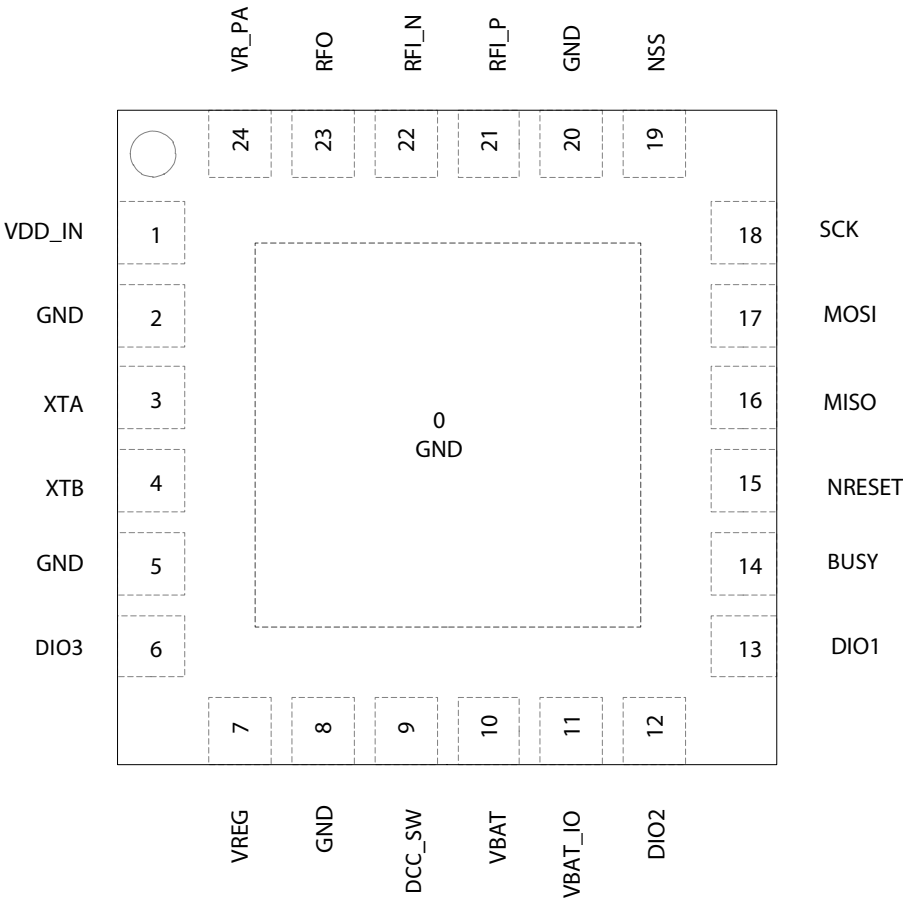 VR_PA RFO RFI_N RFI_P GND NSS
24 23 22 21 20 19
VDD_IN 1 18 SCK
GND 2 17 MOSI
XTA 3 16 MISO
0
GND
XTB 4 15 NRESET
GND 5 14 BUSY
DIO3 6 13 DIO1
7 8 9 10 11 12
VREG GND DCC_SW VBAT VBAT_IO DIO2